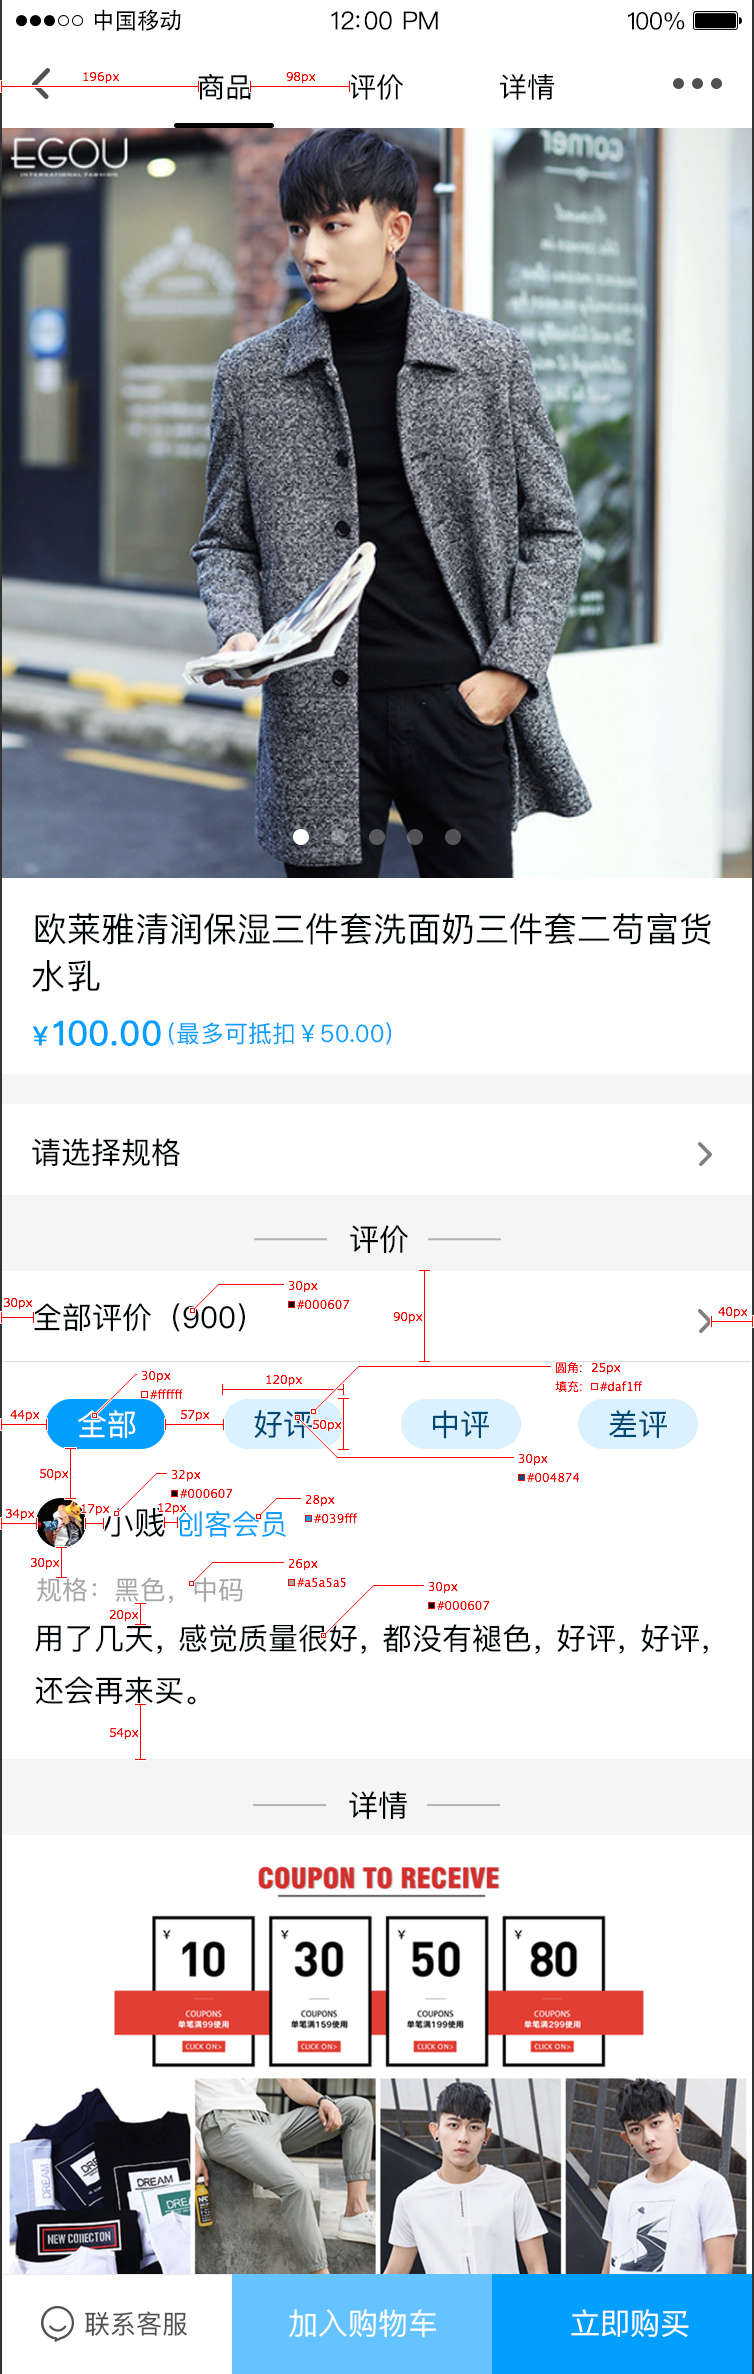 中国移动 12:00 PM 100%
196px 商品 98px 评价 详情
EGOU
INTERNATIONAL FASHION
corner
欧莱雅清润保湿三件套洗面奶三件套二苟富货
水乳
¥100.00(最多可抵扣¥50.00)
请选择规格
评价
30px
#000607
30px 全部评价（900） 90px 40px
圆角：25px
填充：#daf1ff
30px
#ffffff
120px
44px 全部 57px 好评 50px 中评 差评
30px
#004874
50px
32px
#000607
28px
#039fff
34px 17px 小贱 12px 创客会员
30px
26px
#a5a5a5
规格：黑色，中码
30px
#000607
20px
用了几天，感觉质量很好，都没有褪色，好评，好评，
还会再来买。
54px
详情
COUPON TO RECEIVE
¥ 10 ¥ 30 ¥ 50 ¥ 80
COUPONS COUPONS COUPONS COUPONS
单笔满99使用 单笔满159使用 单笔满199使用 单笔满299使用
CLICK ON> CLICK ON> CLICK ON> CLICK ON>
DREAM
DREAM
DREAM
NEW COllECTON
联系客服 加入购物车 立即购买